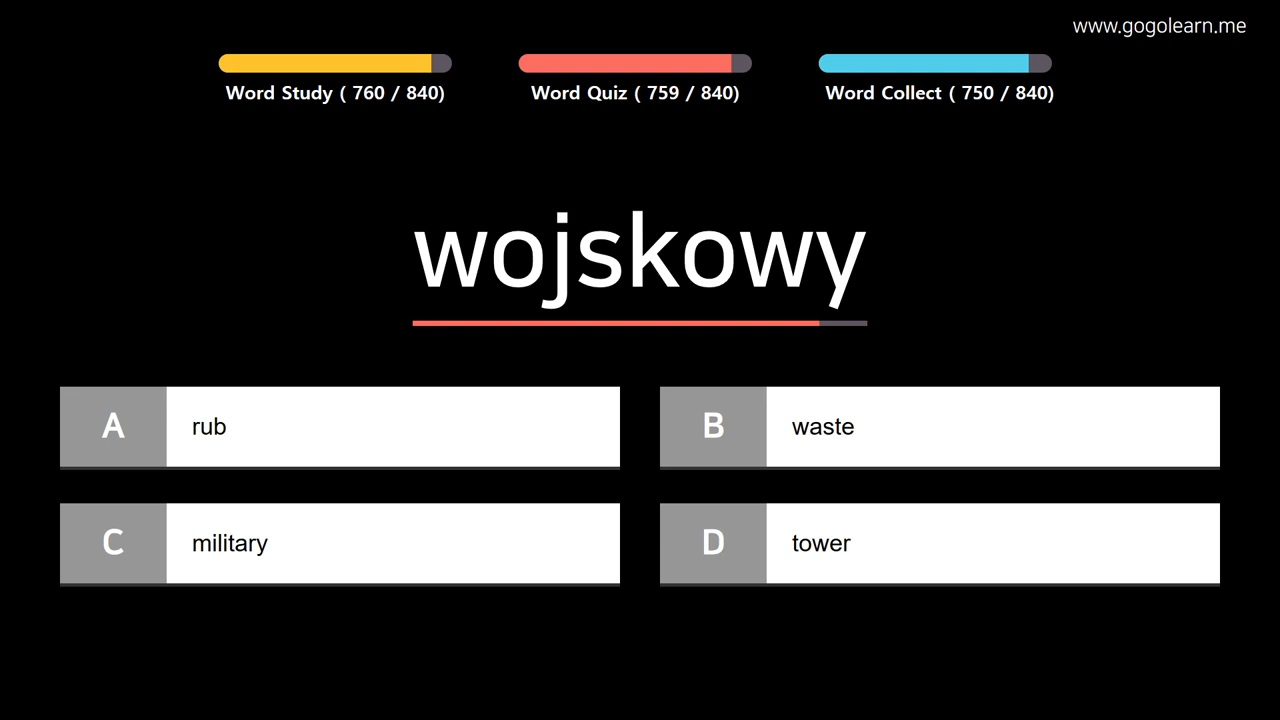 www.gogolearn.me
Word Study ( 760 / 840)
Word Quiz ( 759 / 840)
Word Collect ( 750 / 840)
wojskowy
A rub
B waste
C military
D tower